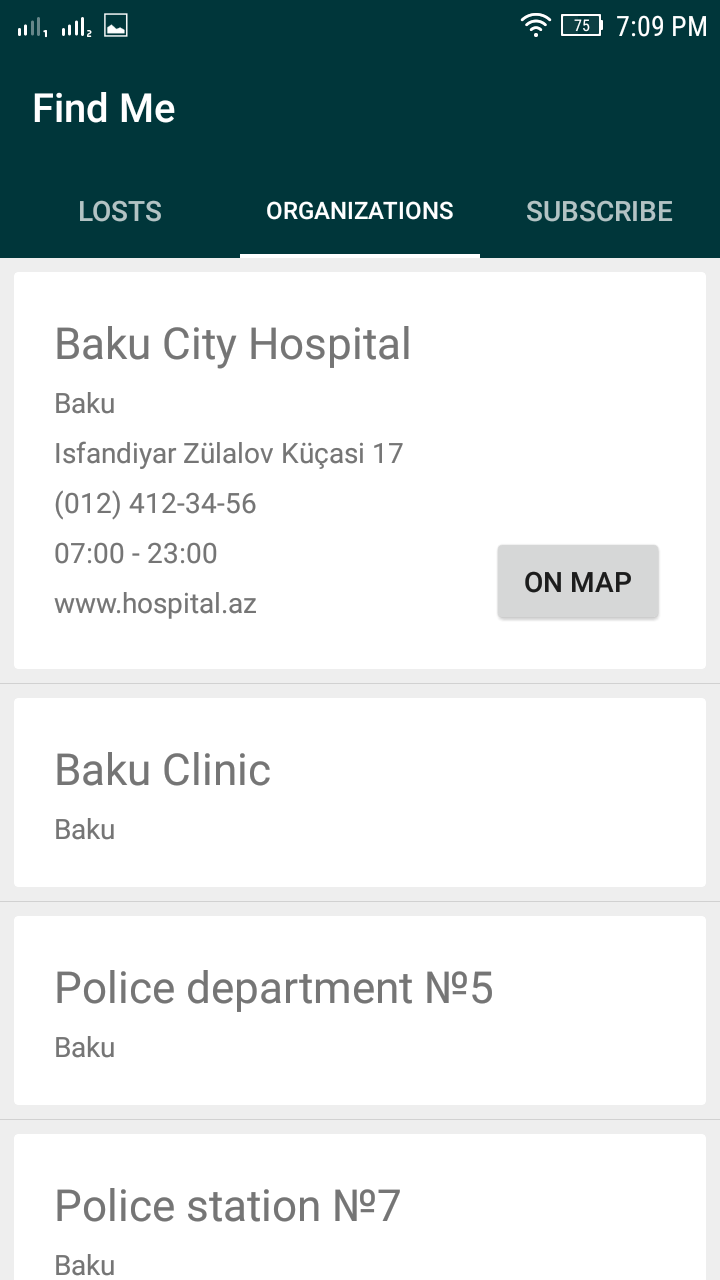 1 2 75 7:09 PM
Find Me
LOSTS ORGANIZATIONS SUBSCRIBE
Baku City Hospital
Baku
Isfandiyar Zülalov Küçasi 17
(012) 412-34-56
07:00 - 23:00
www.hospital.az
ON MAP
Baku Clinic
Baku
Police department №5
Baku
Police station №7
Baku